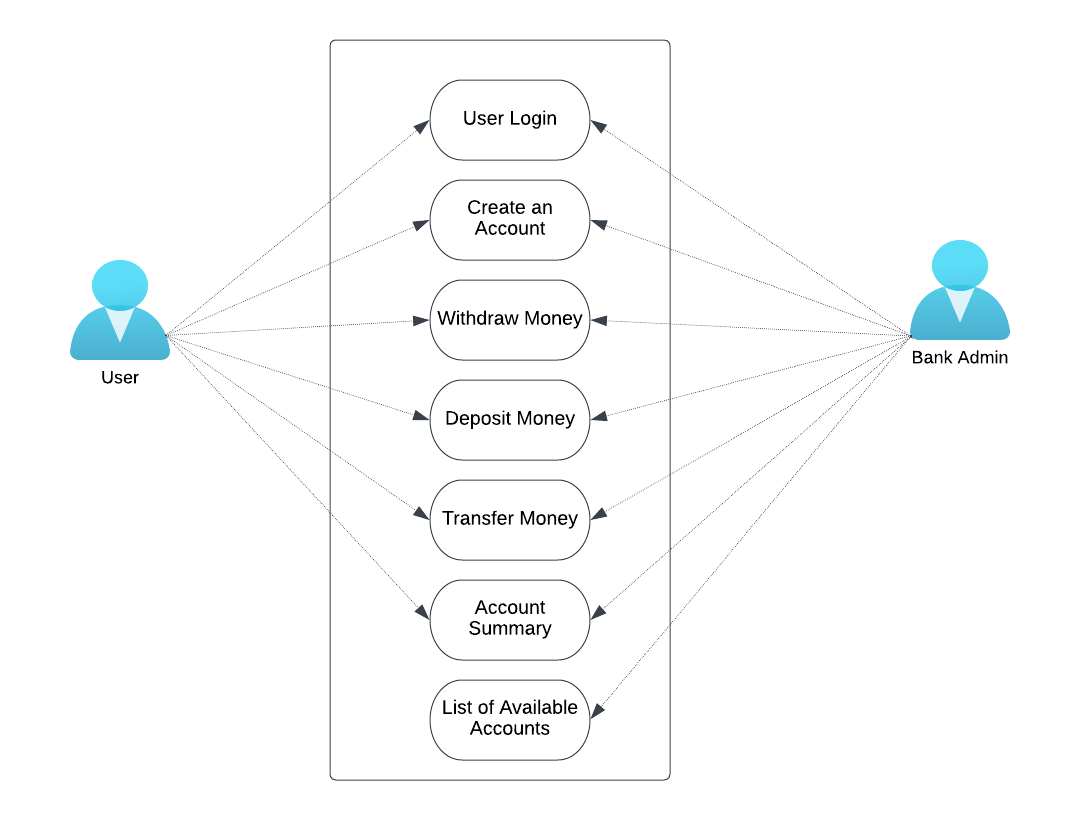 User Login
Create an
Account
Withdraw Money
Deposit Money
Transfer Money
Account
Summary
List of Available
Accounts
User
Bank Admin